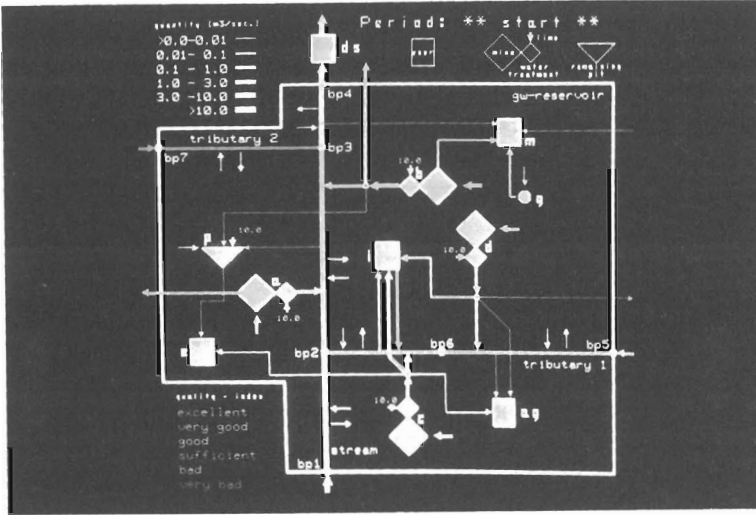 quantity [m3/sec.]
>0.0-0.01
0.01- 0.1
0.1 - 1.0
1.0 - 3.0
3.0 -10.0
>10.0
ds
Period: ** start **
mine
lime
water
treatment
remaining
pit
bp4
gw-reservoir
tributary 2
bp3
bp7
m
10.0
b
g
p
10.0
d
10.0
i
a
10.0
e
bp2
bp6
bp5
tributary 1
10.0
c
ag
quality - index
excellent
very good
good
sufficient
bad
very bad
stream
bp1